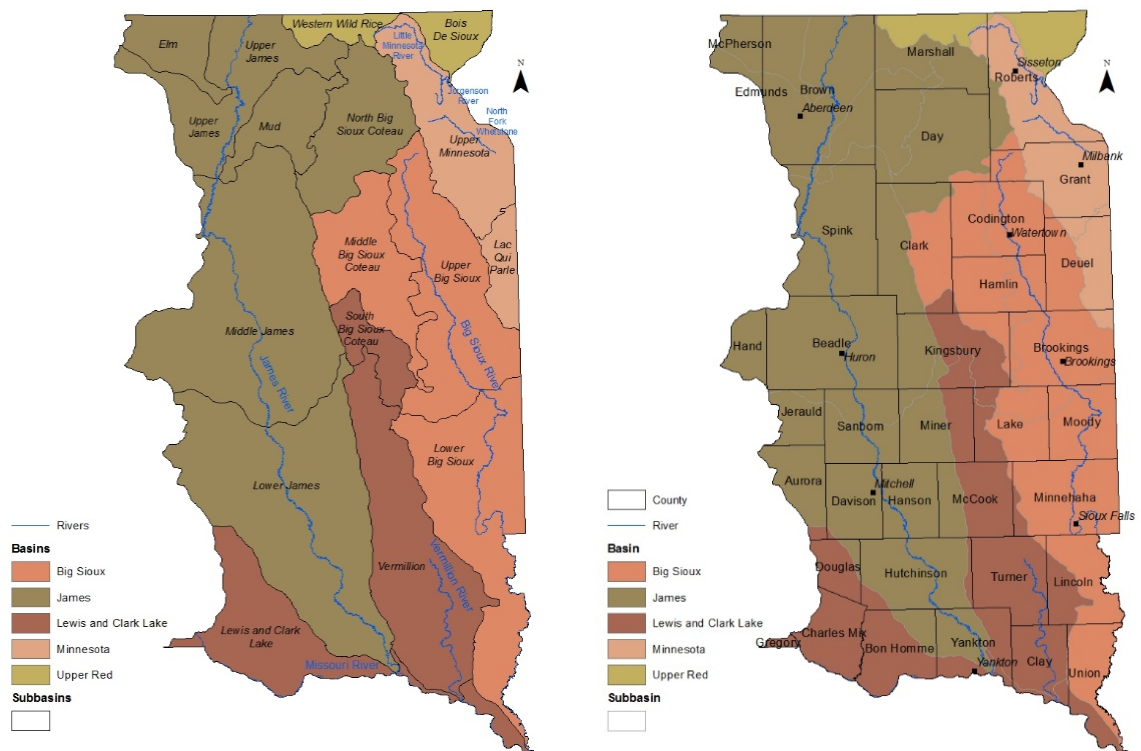 Western Wild Rice
Bois
De Sioux
Elm
Upper
James
Little
Minnesota
River
N
Jorgenson
River
North
Fork
Whetstone
Upper
James
Mud
North Big
Sioux Coteau
Upper
Minnesota
Middle
Big Sioux
Coteau
Upper
Big Sioux
Lac
Qui
Parle
South
Big Sioux
Coteau
Middle James
James River
Big Sioux River
Lower
Big Sioux
Lower James
Vermillion
Vermillion River
Lewis and Clark
Lake
Missouri River
Rivers
Basins
Big Sioux
James
Lewis and Clark Lake
Minnesota
Upper Red
Subbasins
McPherson
Marshall
Sisseton
Roberts
N
Edmunds
Brown
Aberdeen
Day
Milbank
Grant
Codington
Watertown
Spink
Clark
Deuel
Hamlin
Hand
Beadle
Huron
Kingsbury
Brookings
Brookings
Jerauld
Sanborn
Miner
Lake
Moody
Aurora
Mitchell
Davison
Hanson
McCook
Minnehaha
Sioux Falls
Douglas
Hutchinson
Turner
Lincoln
Gregory
Charles Mix
Bon Homme
Yankton
Yankton
Clay
Union
County
River
Basin
Big Sioux
James
Lewis and Clark Lake
Minnesota
Upper Red
Subbasin